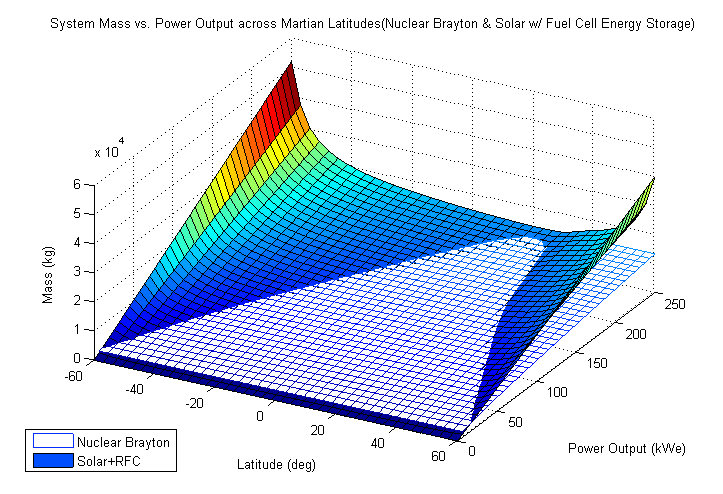 System Mass vs. Power Output across Martian Latitudes(Nuclear Brayton & Solar w/ Fuel Cell Energy Storage)
x 10^4
6
5
4
3
2
1
0
Mass (kg)
-60
-40
-20
0
20
40
60
Latitude (deg)
0
50
100
150
200
250
Power Output (kWe)
Nuclear Brayton
Solar+RFC